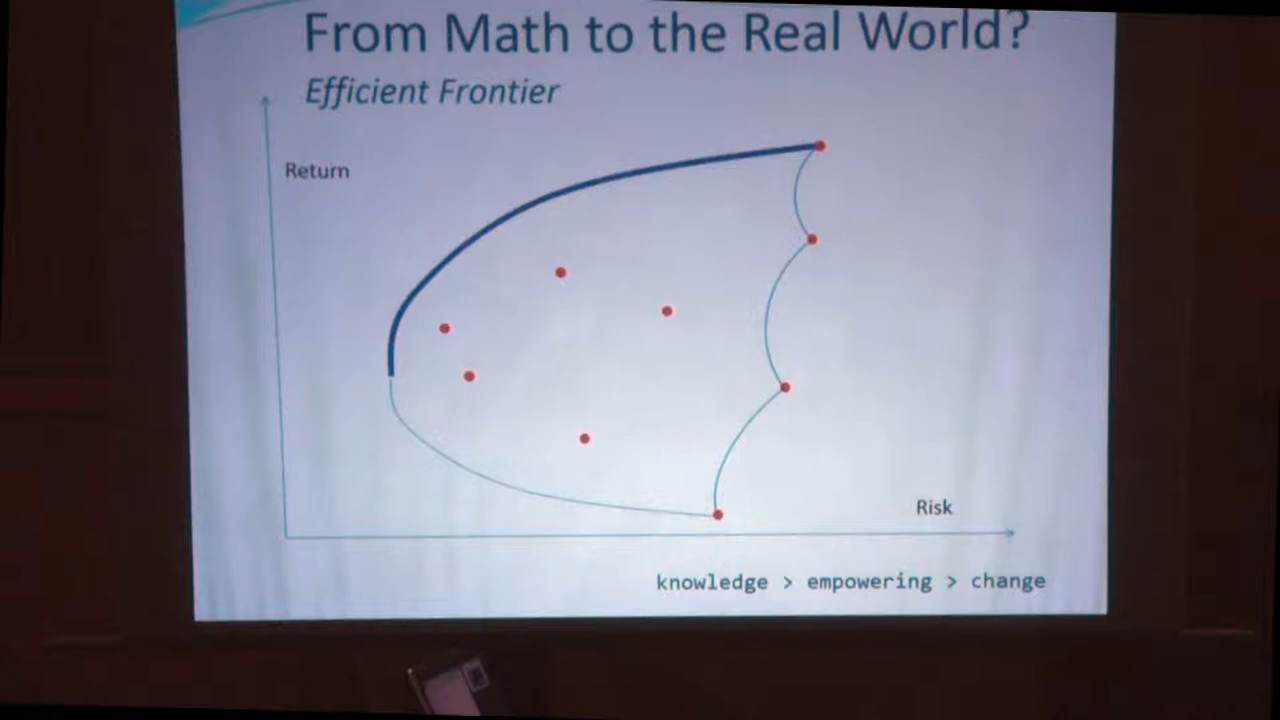 From Math to the Real World?
Efficient Frontier
Return
Risk
knowledge > empowering > change